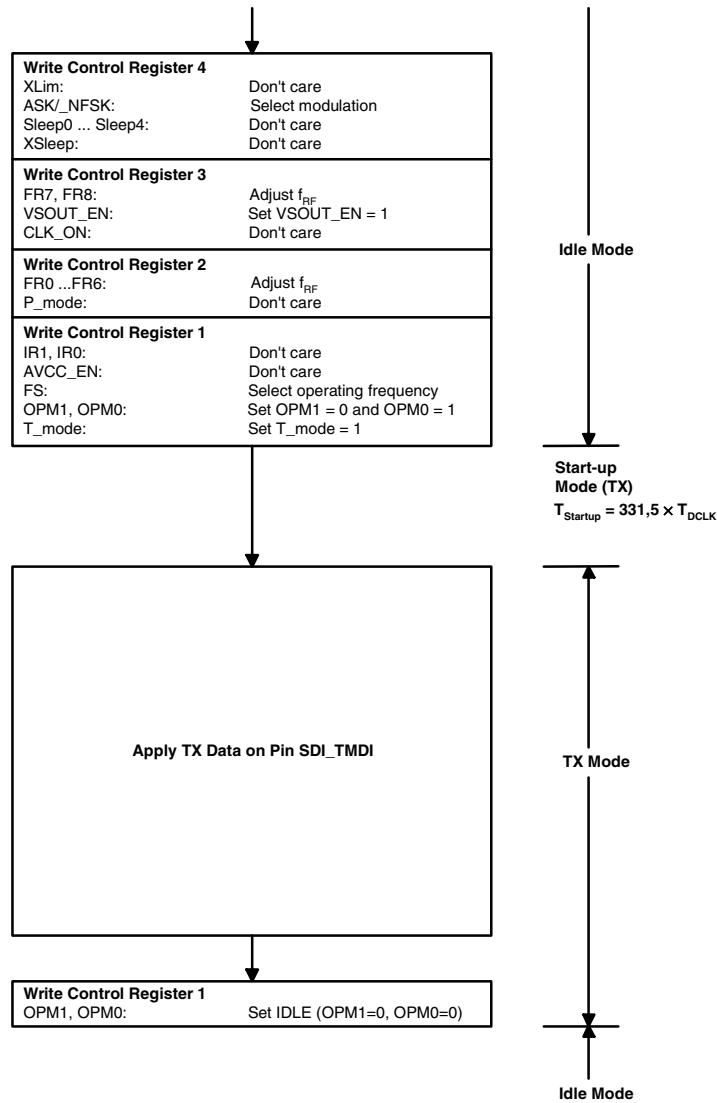 Write Control Register 4
XLim: Don't care
ASK/_NFSK: Select modulation
Sleep0 ... Sleep4: Don't care
XSleep: Don't care
Write Control Register 3
FR7, FR8: Adjust fRF
VSOUT_EN: Set VSOUT_EN = 1
CLK_ON: Don't care
Idle Mode
Write Control Register 2
FR0 ...FR6: Adjust fRF
P_mode: Don't care
Write Control Register 1
IR1, IR0: Don't care
AVCC_EN: Don't care
FS: Select operating frequency
OPM1, OPM0: Set OPM1 = 0 and OPM0 = 1
T_mode: Set T_mode = 1
Start-up
Mode (TX)
TStartup = 331,5 × TDCLK
Apply TX Data on Pin SDI_TMDI
TX Mode
Write Control Register 1
OPM1, OPM0: Set IDLE (OPM1=0, OPM0=0)
Idle Mode